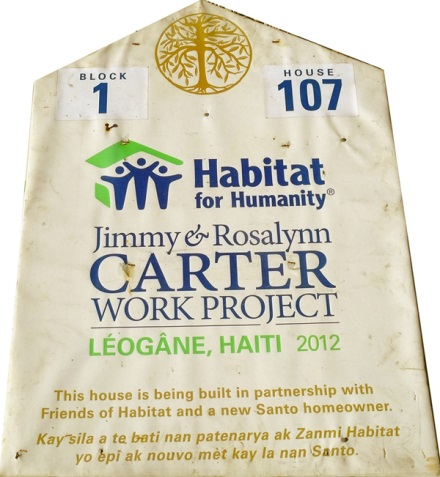 BLOCK
1
HOUSE
107
Habitat
for Humanity®
Jimmy & Rosalynn
CARTER
WORK PROJECT
LÉOGÂNE, HAITI 2012
This house is being built in partnership with
Friends of Habitat and a new Santo homeowner.
Kay sila a te bati nan patenarya ak Zanmi Habitat
yo epi ak nouvo mèt kay la nan Santo.